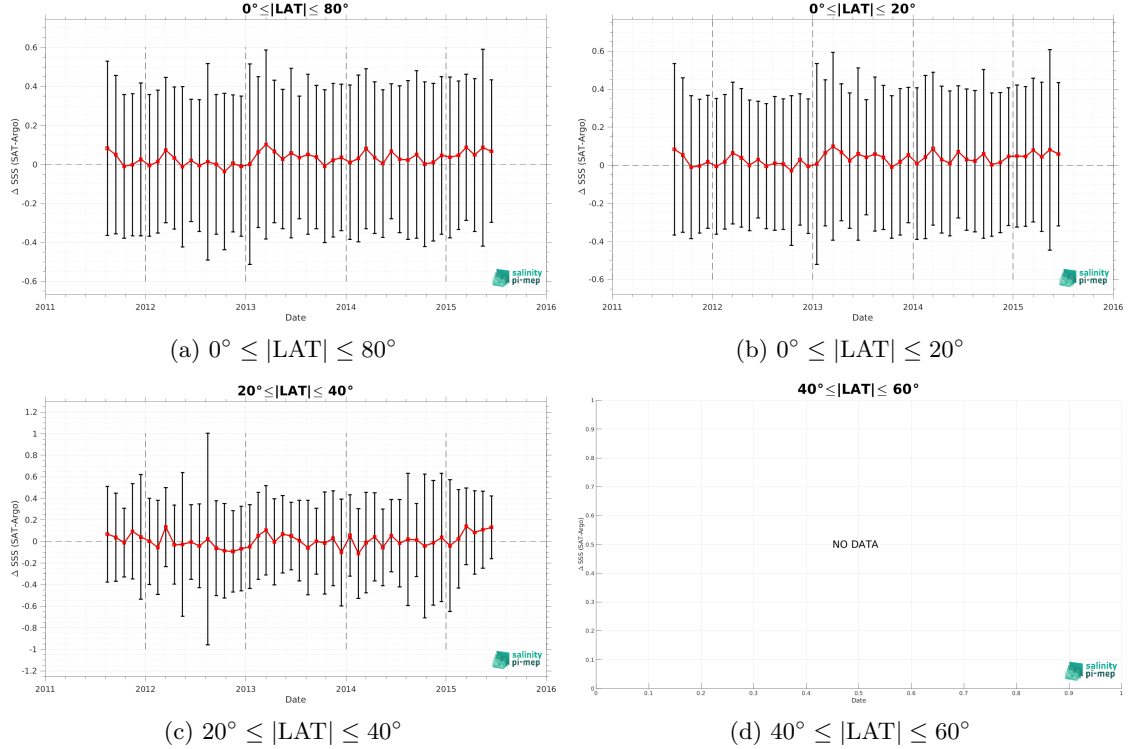 0°≤|LAT|≤ 80°
Δ SSS (SAT-Argo)
0.6
0.4
0.2
0
-0.2
-0.4
-0.6
2011 2012 2013 2014 2015 2016
Date
salinity
pi-mep
(a) 0° ≤ |LAT| ≤ 80°
0°≤|LAT|≤ 20°
Δ SSS (SAT-Argo)
0.6
0.4
0.2
0
-0.2
-0.4
-0.6
2011 2012 2013 2014 2015 2016
Date
salinity
pi-mep
(b) 0° ≤ |LAT| ≤ 20°
20°≤|LAT|≤ 40°
Δ SSS (SAT-Argo)
1.2
1
0.8
0.6
0.4
0.2
0
-0.2
-0.4
-0.6
-0.8
-1
-1.2
2011 2012 2013 2014 2015 2016
Date
salinity
pi-mep
(c) 20° ≤ |LAT| ≤ 40°
40°≤|LAT|≤ 60°
Δ SSS (SAT-Argo)
1
0.9
0.8
0.7
0.6
0.5
0.4
0.3
0.2
0.1
0
NO DATA
0 0.1 0.2 0.3 0.4 0.5 0.6 0.7 0.8 0.9 1
Date
salinity
pi-mep
(d) 40° ≤ |LAT| ≤ 60°